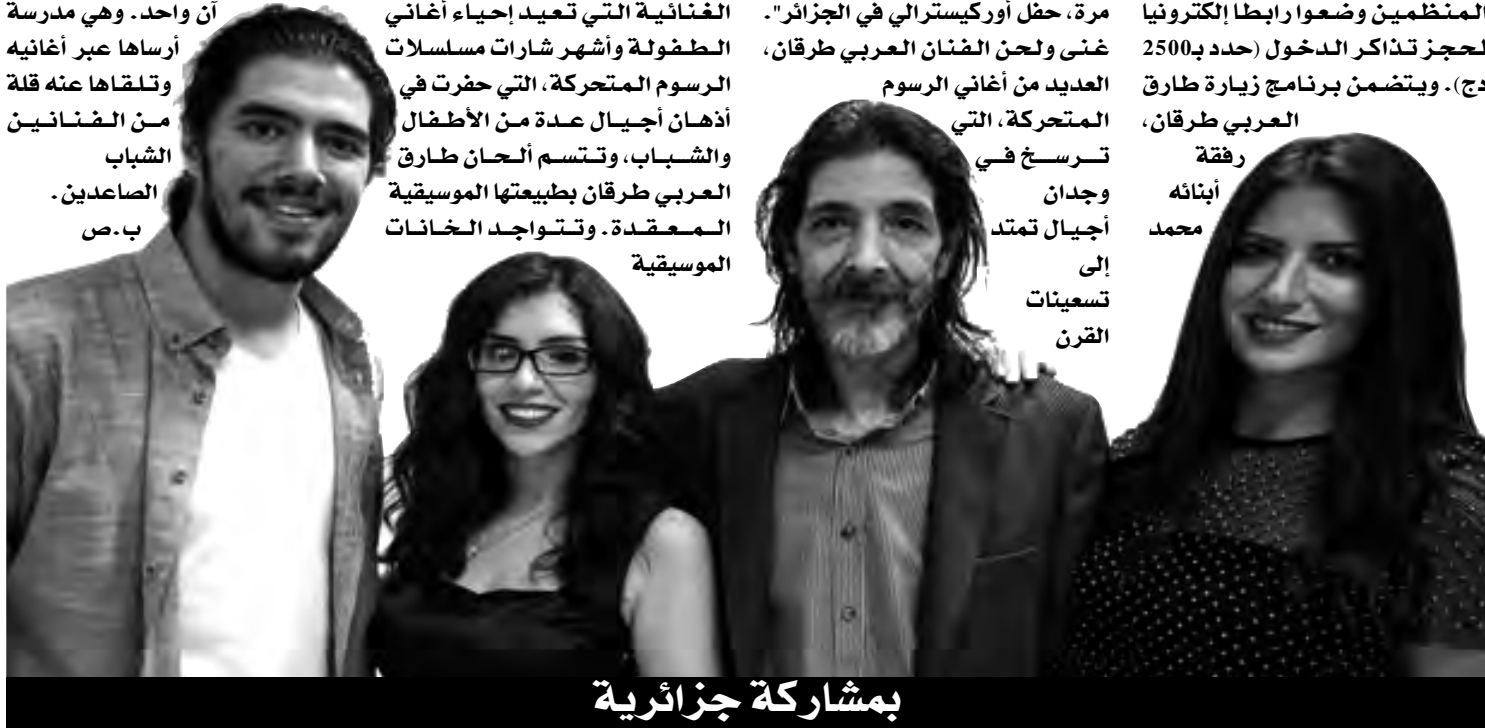 المنظمين وضعوا رابطا إلكترونيا
لحجز تذاكر الدخول (حدد بـ2500
دج). ويتضمن برنامج زيارة طارق
العربي طرقان،
رفقة
أبنائه
محمد
مرة، حفل أوركيسترالي في الجزائر".
غنى ولحن الفنان العربي طرقان،
العديد من أغاني الرسوم
المتحركة، التي
ترسخ في
وجدان
أجيال تمتد
إلى
تسعينات
القرن
الغنائية التي تعيد إحياء أغاني
الطفولة وأشهر شارات مسلسلات
الرسوم المتحركة، التي حفرت في
أذهان أجيال عدة من الأطفال
والشباب، وتتسم ألحان طارق
العربي طرقان بطبيعتها الموسيقية
المعقدة. وتتواجد الخانات
الموسيقية
آن واحد. وهي مدرسة
أرساها عبر أغانيه
وتلقاها عنه قلة
من الفنانين
الشباب
الصاعدين.
ب.ص
بمشاركة جزائرية